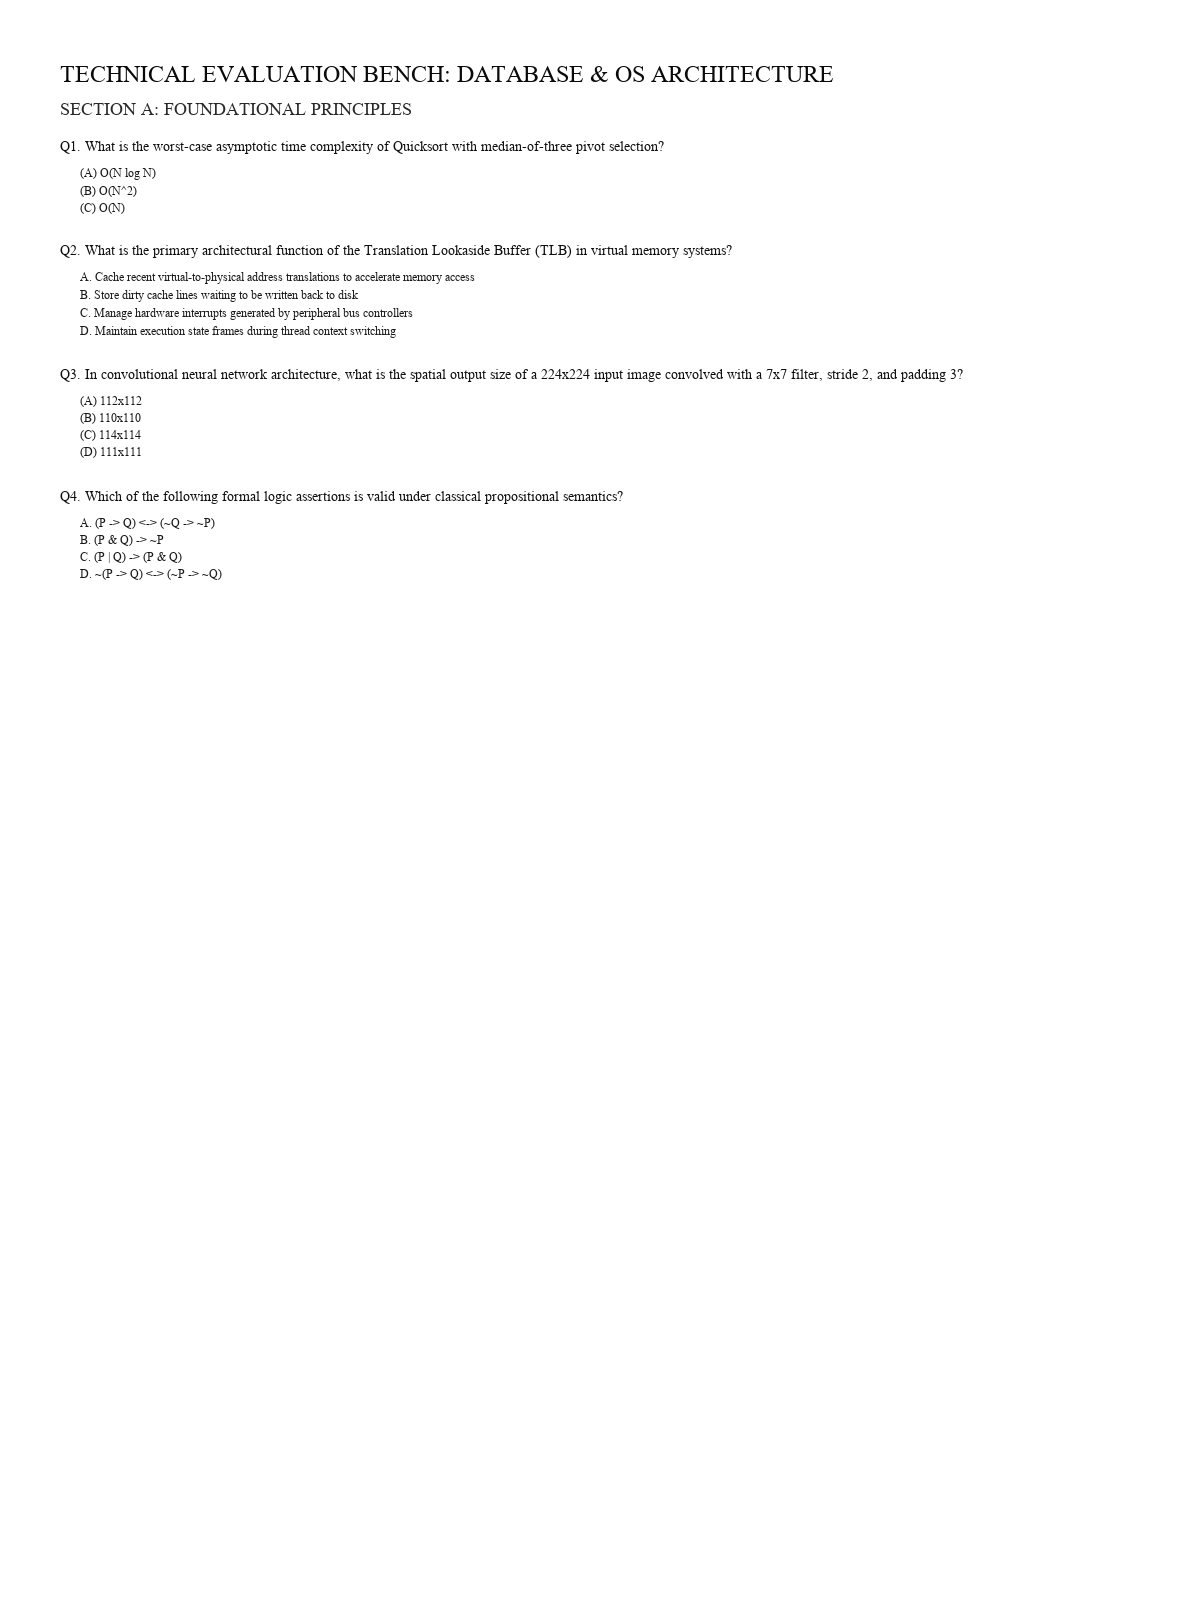 TECHNICAL EVALUATION BENCH: DATABASE & OS ARCHITECTURE
SECTION A: FOUNDATIONAL PRINCIPLES
Q1. What is the worst-case asymptotic time complexity of Quicksort with median-of-three pivot selection?
(A) O(N log N)
(B) O(N^2)
(C) O(N)
Q2. What is the primary architectural function of the Translation Lookaside Buffer (TLB) in virtual memory systems?
A. Cache recent virtual-to-physical address translations to accelerate memory access
B. Store dirty cache lines waiting to be written back to disk
C. Manage hardware interrupts generated by peripheral bus controllers
D. Maintain execution state frames during thread context switching
Q3. In convolutional neural network architecture, what is the spatial output size of a 224x224 input image convolved with a 7x7 filter, stride 2, and padding 3?
(A) 112x112
(B) 110x110
(C) 114x114
(D) 111x111
Q4. Which of the following formal logic assertions is valid under classical propositional semantics?
A. (P -> Q) <-> (~Q -> ~P)
B. (P & Q) -> ~P
C. (P | Q) -> (P & Q)
D. ~(P -> Q) <-> (~P -> ~Q)